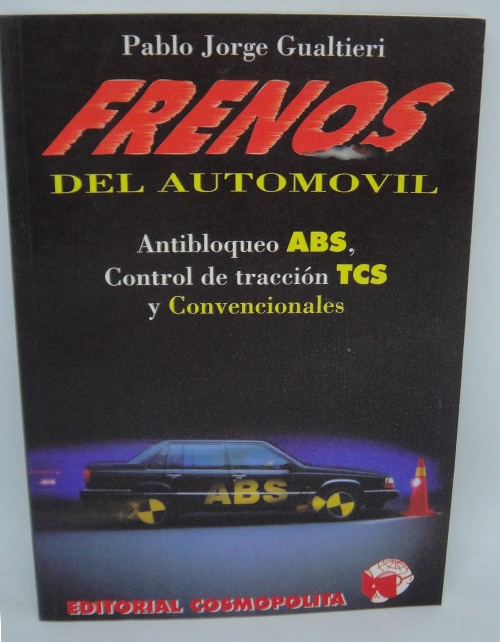 Pablo Jorge Gualtieri
FRENOS
DEL AUTOMOVIL
Antibloqueo ABS,
Control de tracción TCS
y Convencionales
ABS
EDITORIAL COSMOPOLITA